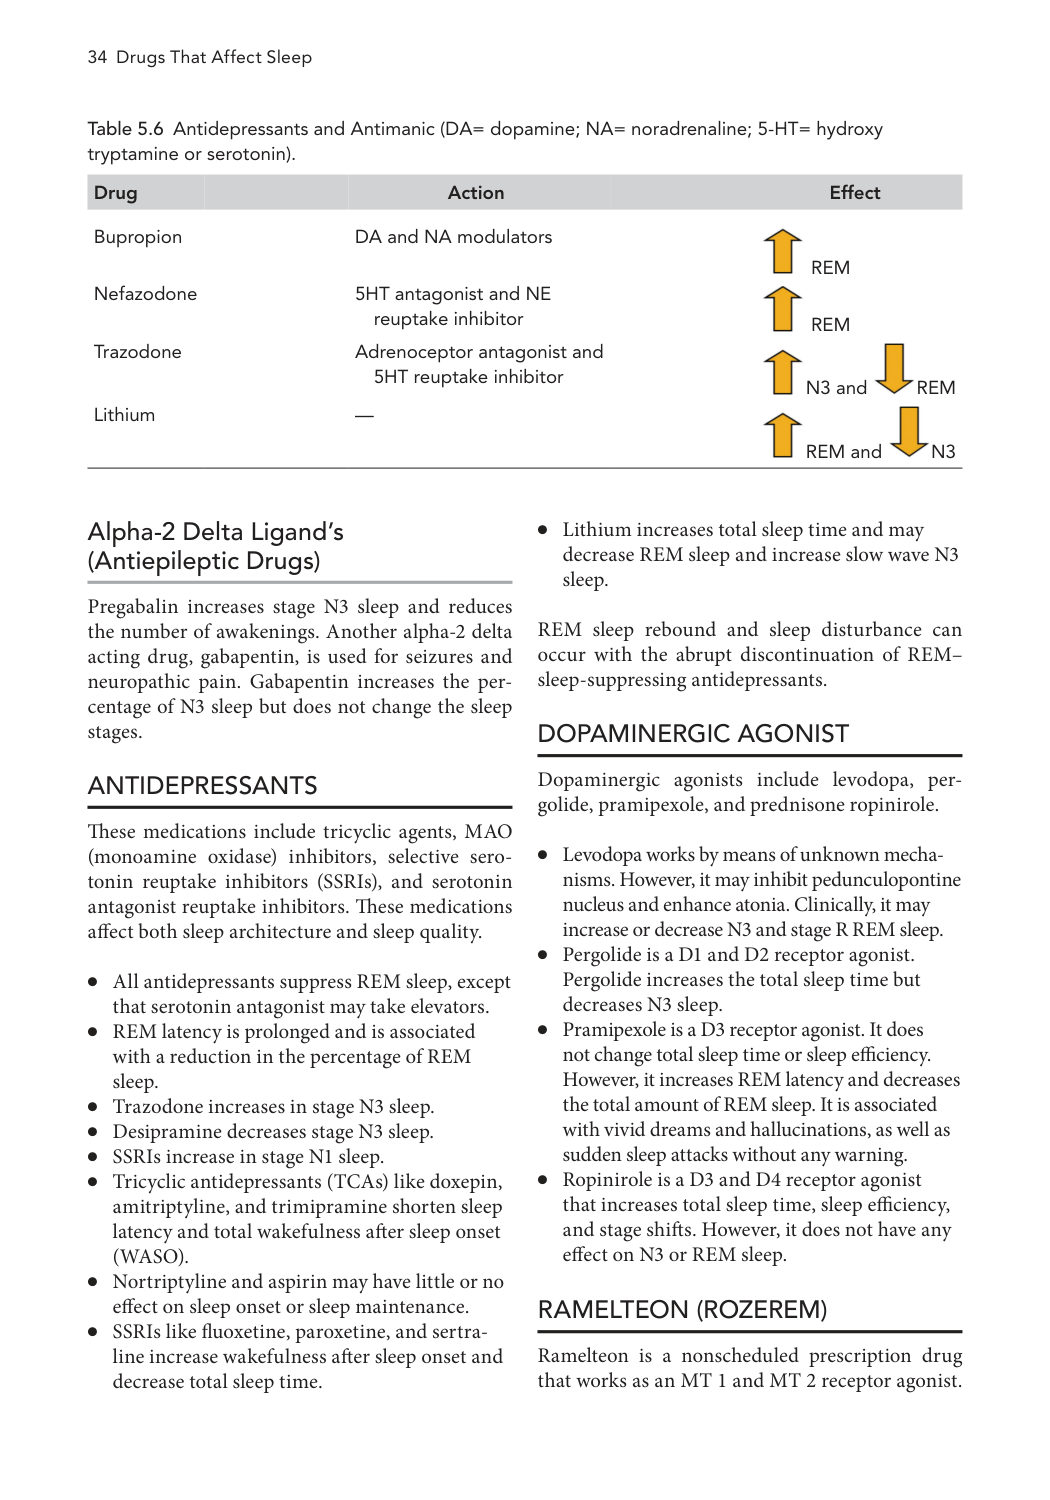 34 Drugs That Affect Sleep
Table 5.6 Antidepressants and Antimanic (DA= dopamine; NA= noradrenaline; 5-HT= hydroxy
tryptamine or serotonin).
Drug Action Effect
Bupropion DA and NA modulators
REM
Nefazodone 5HT antagonist and NE
reuptake inhibitor REM
Trazodone Adrenoceptor antagonist and
5HT reuptake inhibitor N3 and REM
Lithium —
REM and N3
Alpha-2 Delta Ligand’s
(Antiepileptic Drugs)
Pregabalin increases stage N3 sleep and reduces
the number of awakenings. Another alpha-2 delta
acting drug, gabapentin, is used for seizures and
neuropathic pain. Gabapentin increases the per-
centage of N3 sleep but does not change the sleep
stages.
ANTIDEPRESSANTS
These medications include tricyclic agents, MAO
(monoamine oxidase) inhibitors, selective sero-
tonin reuptake inhibitors (SSRIs), and serotonin
antagonist reuptake inhibitors. These medications
affect both sleep architecture and sleep quality.
● All antidepressants suppress REM sleep, except
that serotonin antagonist may take elevators.
● REM latency is prolonged and is associated
with a reduction in the percentage of REM
sleep.
● Trazodone increases in stage N3 sleep.
● Desipramine decreases stage N3 sleep.
● SSRIs increase in stage N1 sleep.
● Tricyclic antidepressants (TCAs) like doxepin,
amitriptyline, and trimipramine shorten sleep
latency and total wakefulness after sleep onset
(WASO).
● Nortriptyline and aspirin may have little or no
effect on sleep onset or sleep maintenance.
● SSRIs like fluoxetine, paroxetine, and sertra-
line increase wakefulness after sleep onset and
decrease total sleep time.
● Lithium increases total sleep time and may
decrease REM sleep and increase slow wave N3
sleep.
REM sleep rebound and sleep disturbance can
occur with the abrupt discontinuation of REM–
sleep-suppressing antidepressants.
DOPAMINERGIC AGONIST
Dopaminergic agonists include levodopa, per-
golide, pramipexole, and prednisone ropinirole.
● Levodopa works by means of unknown mecha-
nisms. However, it may inhibit pedunculopontine
nucleus and enhance atonia. Clinically, it may
increase or decrease N3 and stage R REM sleep.
● Pergolide is a D1 and D2 receptor agonist.
Pergolide increases the total sleep time but
decreases N3 sleep.
● Pramipexole is a D3 receptor agonist. It does
not change total sleep time or sleep efficiency.
However, it increases REM latency and decreases
the total amount of REM sleep. It is associated
with vivid dreams and hallucinations, as well as
sudden sleep attacks without any warning.
● Ropinirole is a D3 and D4 receptor agonist
that increases total sleep time, sleep efficiency,
and stage shifts. However, it does not have any
effect on N3 or REM sleep.
RAMELTEON (ROZEREM)
Ramelteon is a nonscheduled prescription drug
that works as an MT 1 and MT 2 receptor agonist.